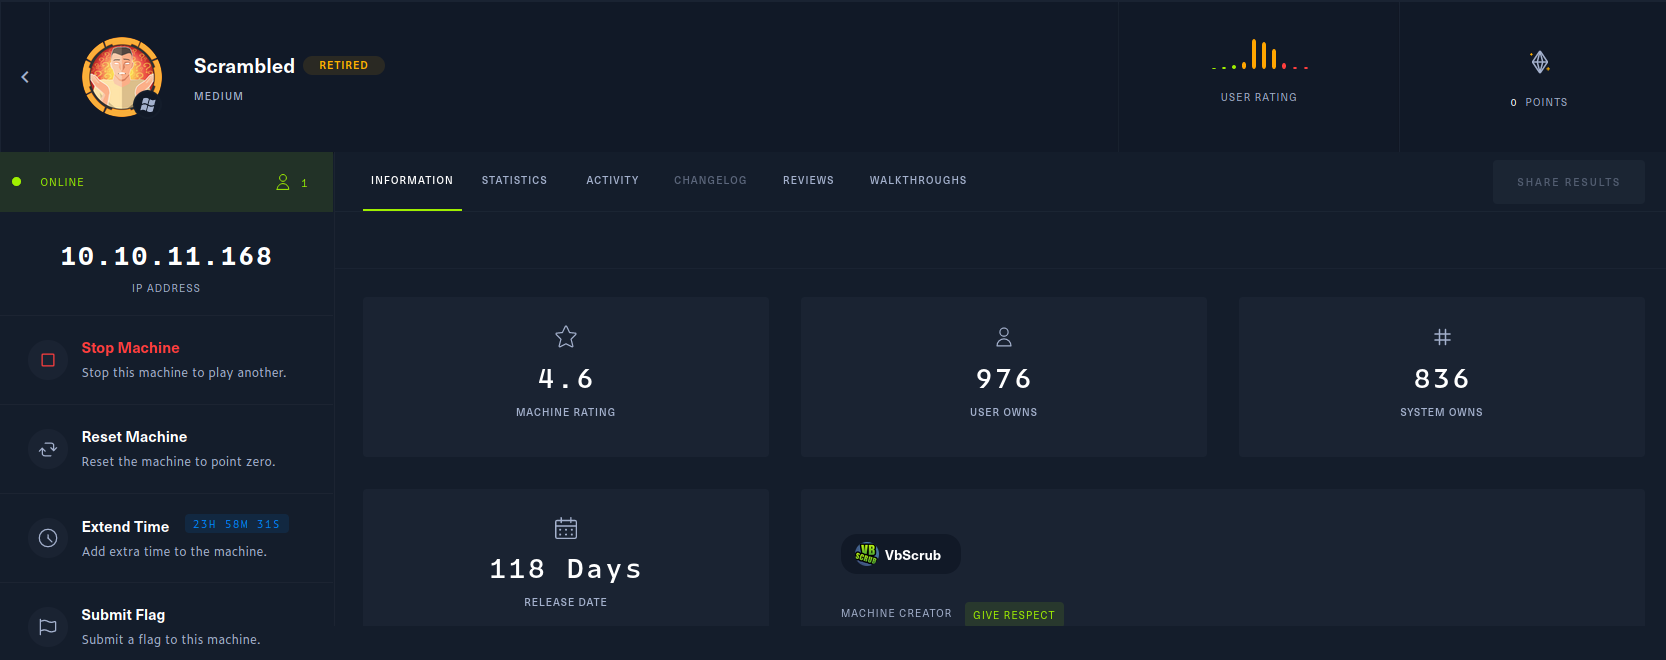 Scrambled RETIRED
MEDIUM
USER RATING
0 POINTS
ONLINE 1
INFORMATION STATISTICS ACTIVITY CHANGELOG REVIEWS WALKTHROUGHS SHARE RESULTS
10.10.11.168
IP ADDRESS
Stop Machine
Stop this machine to play another.
Reset Machine
Reset the machine to point zero.
Extend Time 23H 58M 31S
Add extra time to the machine.
Submit Flag
Submit a flag to this machine.
4.6
MACHINE RATING
976
USER OWNS
836
SYSTEM OWNS
118 Days
RELEASE DATE
VB SCRUB VbScrub
MACHINE CREATOR GIVE RESPECT